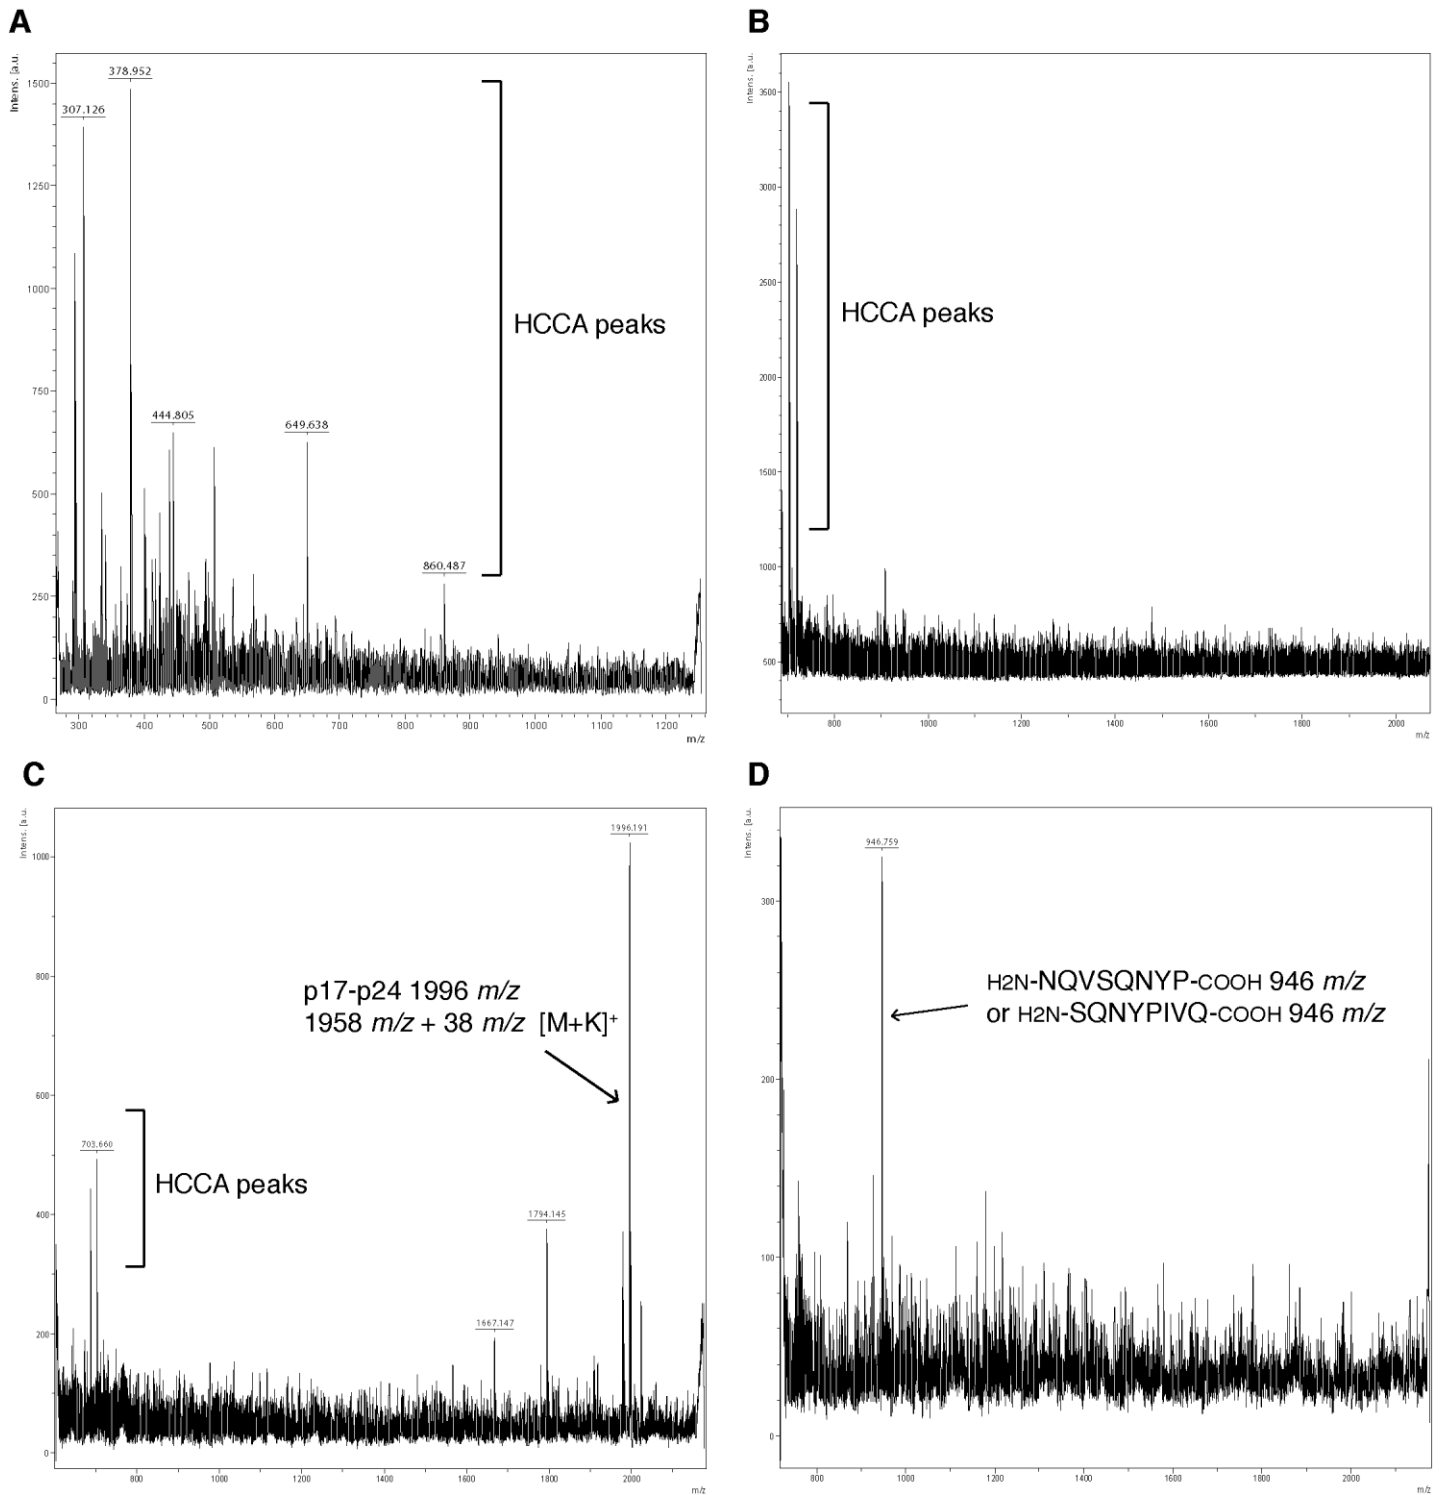 A
Intens. [a.u.
1500
1250
1000
750
500
250
0
378.952
307.126
444.805
649.638
860.487
HCCA peaks
300 400 500 600 700 800 900 1000 1100 1200
m/z
B
Intens. [a.u.
3500
3000
2500
2000
1500
1000
500
HCCA peaks
800 1000 1200 1400 1600 1800 2000
m/z
C
Intens. [a.u.
1000
800
600
400
200
0
1996.191
p17-p24 1996 m/z
1958 m/z + 38 m/z [M+K]+
703.660
HCCA peaks
1794.145
1667.147
800 1000 1200 1400 1600 1800 2000
m/z
D
Intens. [a.u.
300
200
100
0
946.759
H2N-NQVSQNYP-COOH 946 m/z
or H2N-SQNYPIVQ-COOH 946 m/z
800 1000 1200 1400 1600 1800 2000
m/z